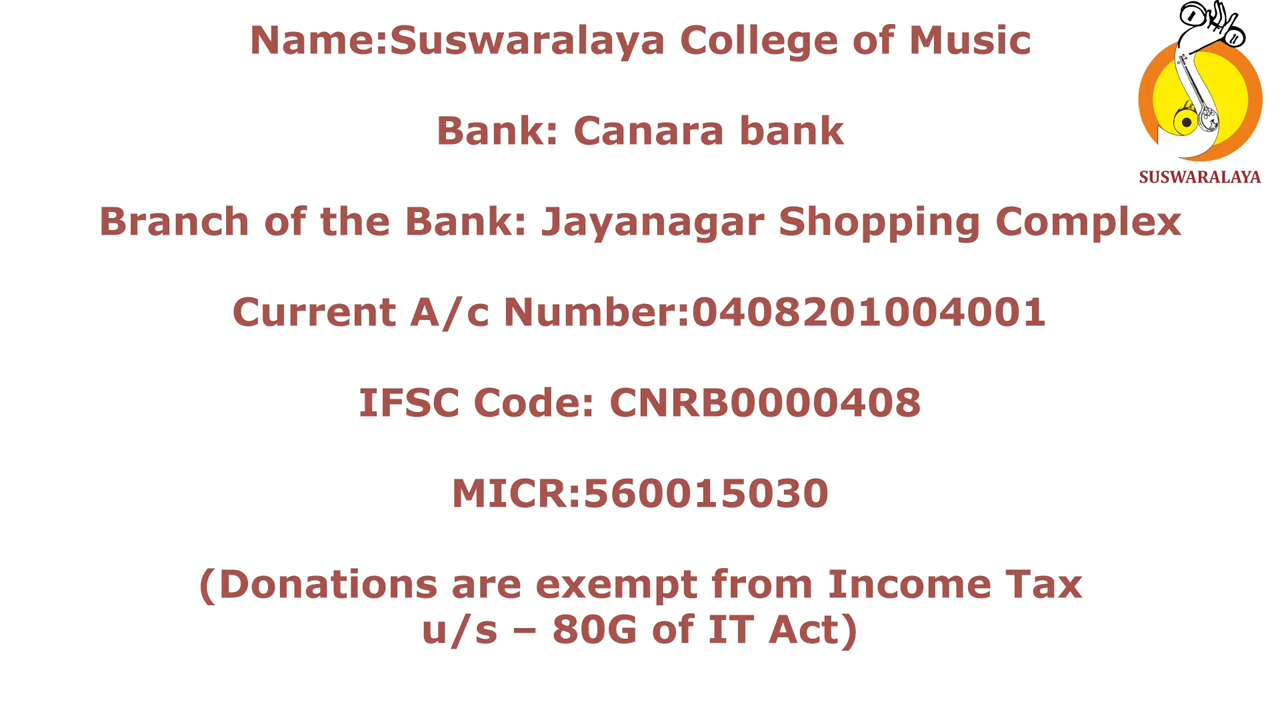 Name:Suswaralaya College of Music
SUSWARALAYA
Bank: Canara bank
Branch of the Bank: Jayanagar Shopping Complex
Current A/c Number:0408201004001
IFSC Code: CNRB0000408
MICR:560015030
(Donations are exempt from Income Tax
u/s – 80G of IT Act)